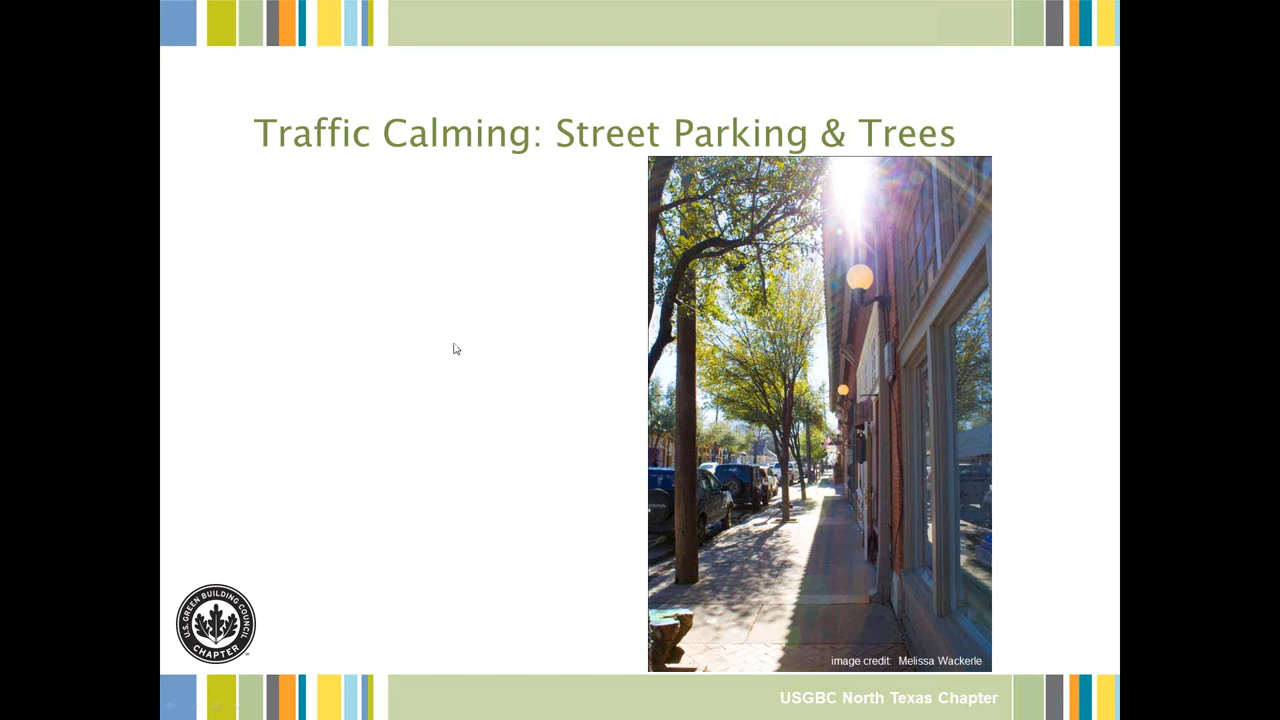 Traffic Calming: Street Parking & Trees
U.S. GREEN BUILDING COUNCIL
CHAPTER
image credit: Melissa Wackerle
USGBC North Texas Chapter